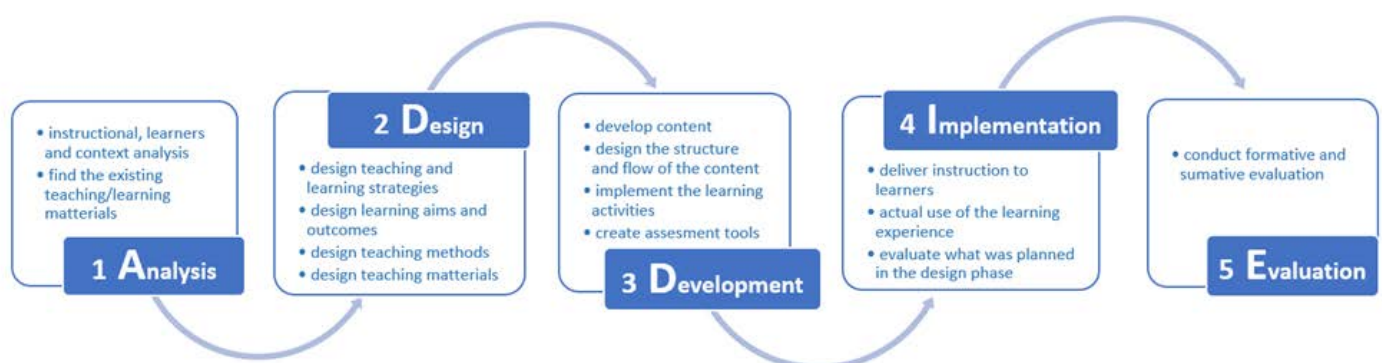 • instructional, learners
and context analysis
• find the existing
teaching/learning
matterials
1 Analysis
2 Design
• design teaching and
learning strategies
• design learning aims and
outcomes
• design teaching methods
• design teaching matterials
• develop content
• design the structure
and flow of the content
• implement the learning
activities
• create assesment tools
3 Development
4 Implementation
• deliver instruction to
learners
• actual use of the learning
experience
• evaluate what was planned
in the design phase
• conduct formative and
sumative evaluation
5 Evaluation